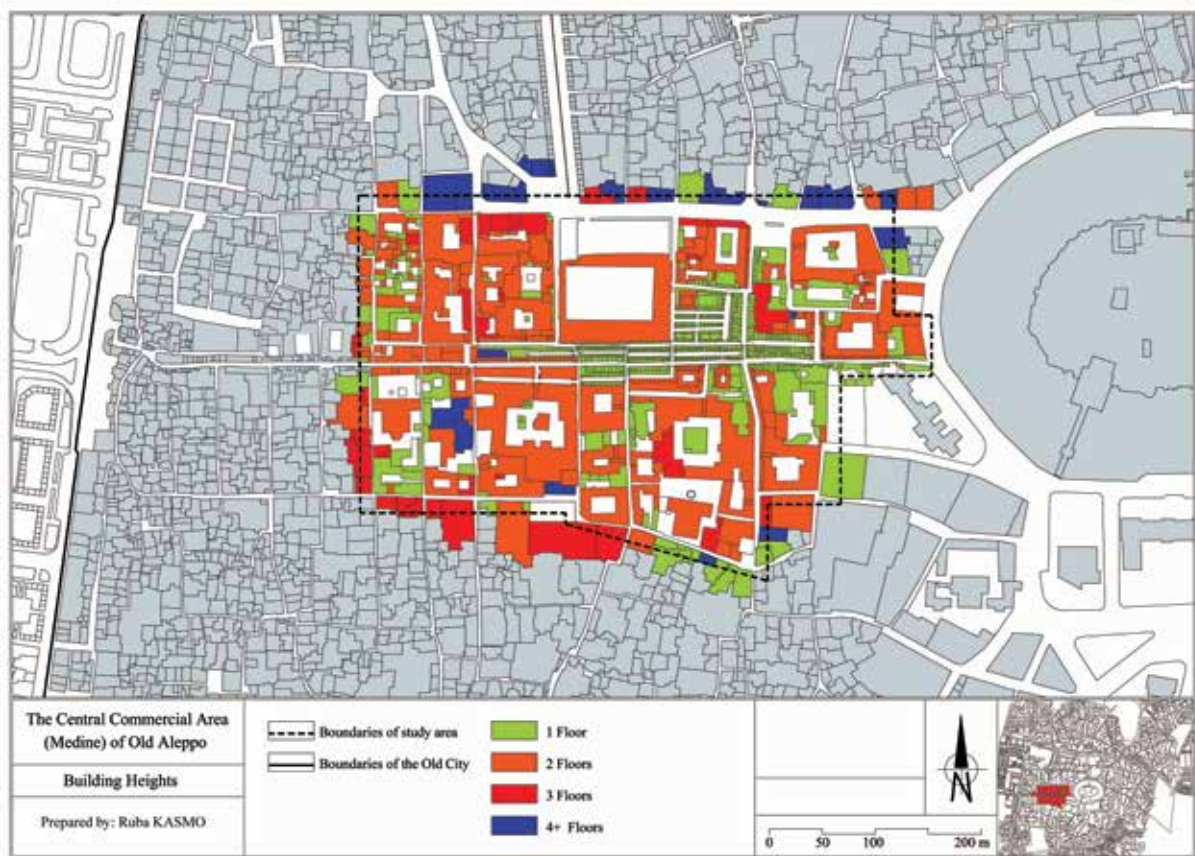 The Central Commercial Area
(Medine) of Old Aleppo
Building Heights
Prepared by: Ruba KASMO
Boundaries of study area
Boundaries of the Old City
1 Floor
2 Floors
3 Floors
4+ Floors
N
0 50 100 200 m